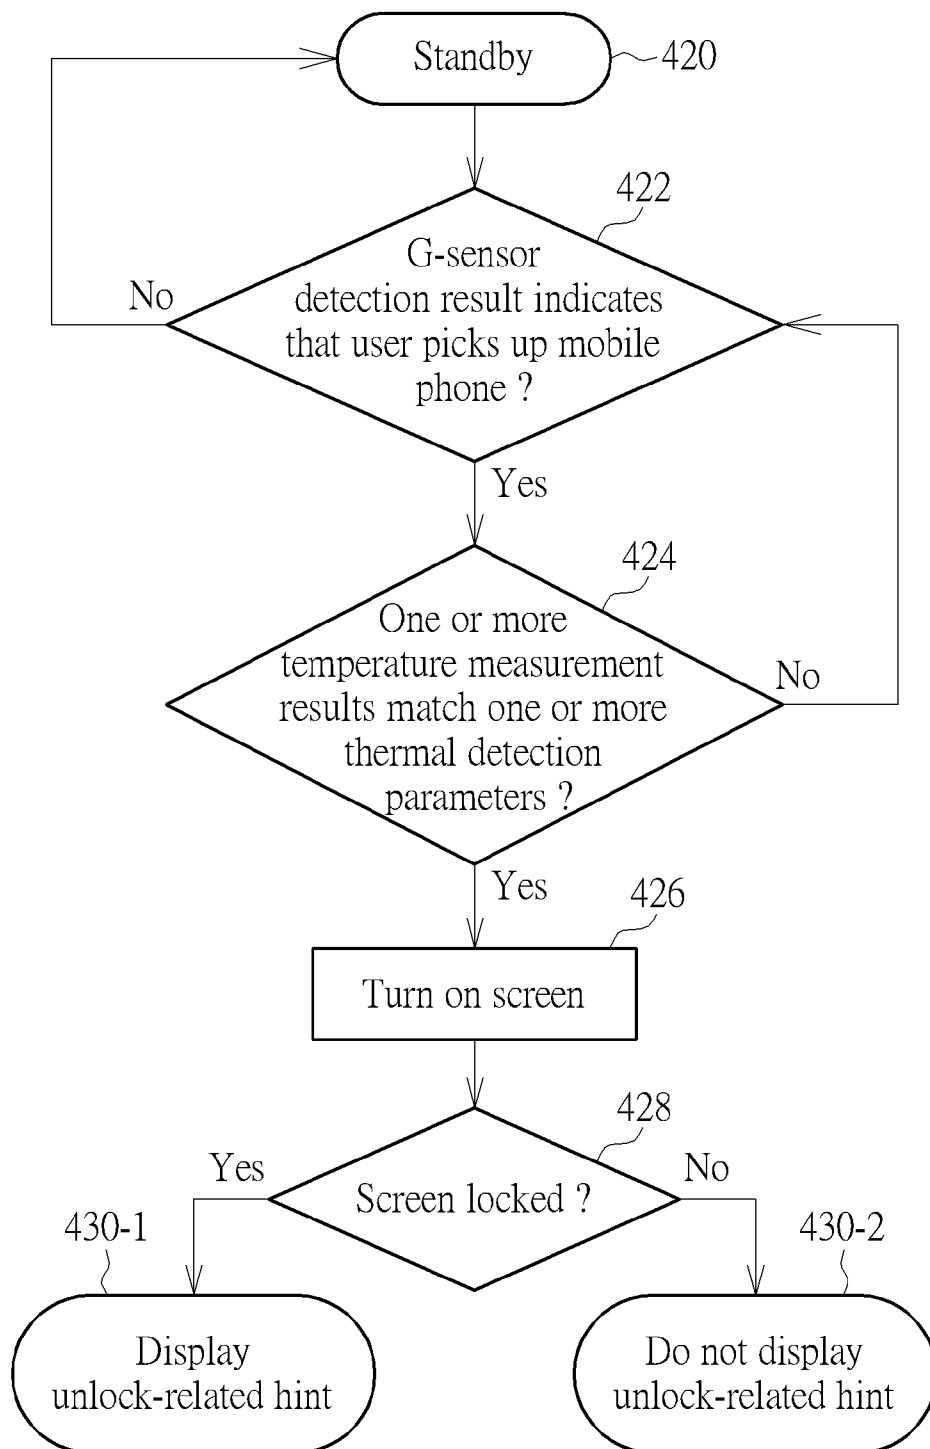 Standby
420
422
G-sensor
detection result indicates
that user picks up mobile
phone ?
No
Yes
424
One or more
temperature measurement
results match one or more
thermal detection
parameters ?
No
Yes
426
Turn on screen
428
Screen locked ?
Yes
No
430-1
430-2
Display
unlock-related hint
Do not display
unlock-related hint